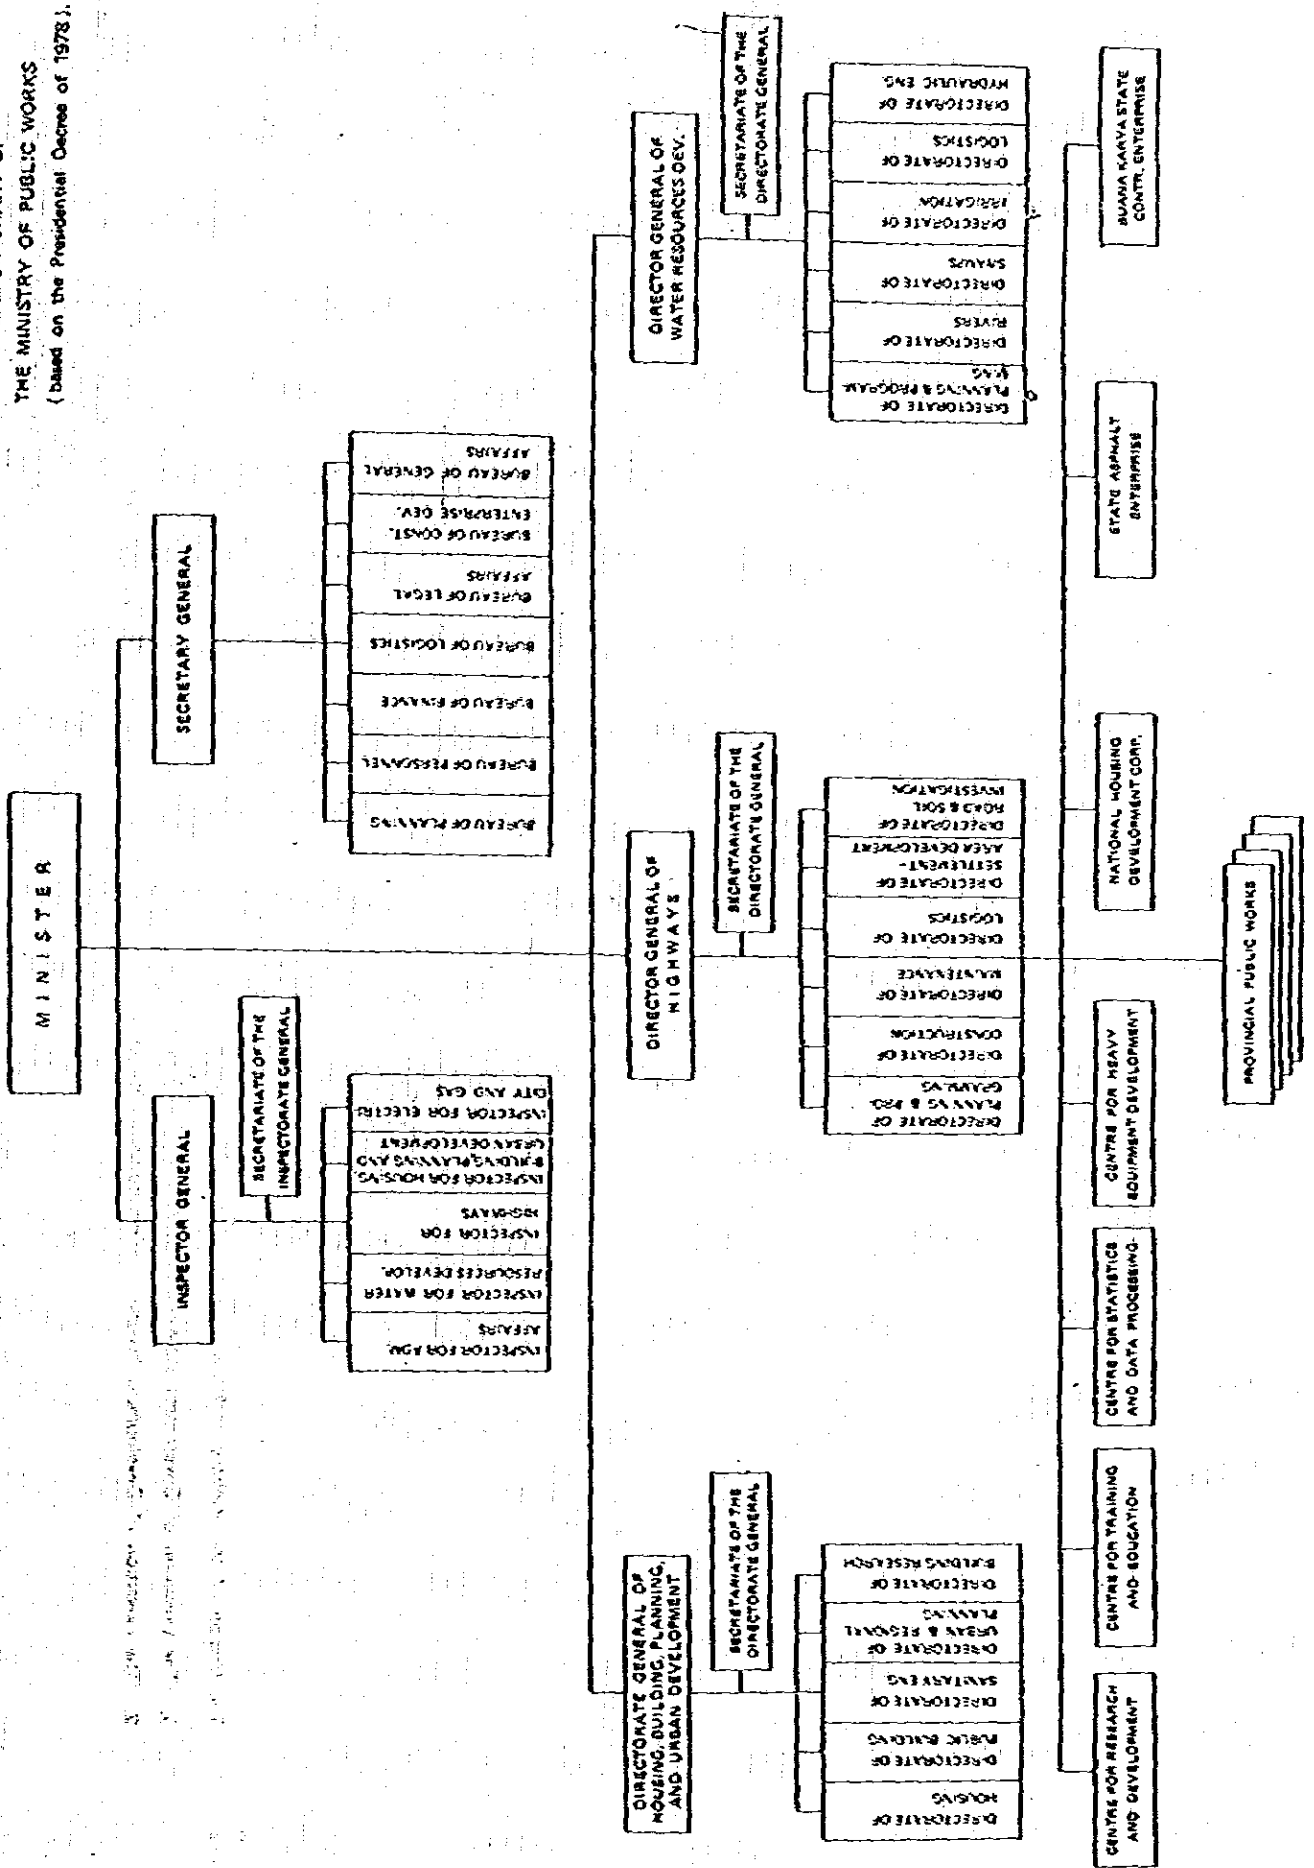 THE MINISTRY OF PUBLIC WORKS
(based on the Presidential Decree of 1978).
MINISTER
INSPECTOR GENERAL
SECRETARY GENERAL
SECRETARIATE OF THE
INSPECTORATE GENERAL
INSPECTOR FOR ADM.
AFFAIRS
INSPECTOR FOR WATER
RESOURCES DEVELOP.
INSPECTOR FOR
HIGHWAYS
INSPECTOR FOR HOUSING,
BUILDING, PLANNING AND
URBAN DEVELOPMENT
INSPECTOR FOR ELECTRI-
CITY AND GAS
BUREAU OF PLANNING
BUREAU OF PERSONNEL
BUREAU OF FINANCE
BUREAU OF LOGISTICS
BUREAU OF LEGAL
AFFAIRS
BUREAU OF CONST.
ENTERPRISE DEV.
BUREAU OF GENERAL
AFFAIRS
DIRECTORATE GENERAL OF
HOUSING, BUILDING, PLANNING,
AND URBAN DEVELOPMENT
DIRECTOR GENERAL OF
HIGHWAYS
DIRECTOR GENERAL OF
WATER RESOURCES DEV.
SECRETARIATE OF THE
DIRECTORATE GENERAL
SECRETARIATE OF THE
DIRECTORATE GENERAL
SECRETARIATE OF THE
DIRECTORATE GENERAL
DIRECTORATE OF
HOUSING
DIRECTORATE OF
PUBLIC BUILDING
DIRECTORATE OF
SANITARY ENG
DIRECTORATE OF
URBAN & REGIONAL
PLANNING
DIRECTORATE OF
BUILDING RESEARCH
DIRECTORATE OF
PLANNING & PRO-
GRAMING
DIRECTORATE OF
CONSTRUCTION
DIRECTORATE OF
MAINTENANCE
DIRECTORATE OF
LOGISTICS
DIRECTORATE OF
SETTLEMENT-
AREA DEVELOPMENT
DIRECTORATE OF
ROAD & SOIL
INVESTIGATION
DIRECTORATE OF
PLANNING & PROGRAM-
ING
DIRECTORATE OF
RIVERS
DIRECTORATE OF
SWAMPS
DIRECTORATE OF
IRRIGATION
DIRECTORATE OF
LOGISTICS
DIRECTORATE OF
HYDRAULIC ENG
CENTRE FOR RESEARCH
AND DEVELOPMENT
CENTRE FOR TRAINING
AND EDUCATION
CENTRE FOR STATISTICS
AND DATA PROCESSING-
CENTRE FOR HEAVY
EQUIPMENT DEVELOPMENT
NATIONAL HOUSING
DEVELOPMENT CORP.
STATE ASPHALT
ENTERPRISE
BUANA KARYA STATE
CONTR. ENTERPRISE
PROVINCIAL PUBLIC WORKS